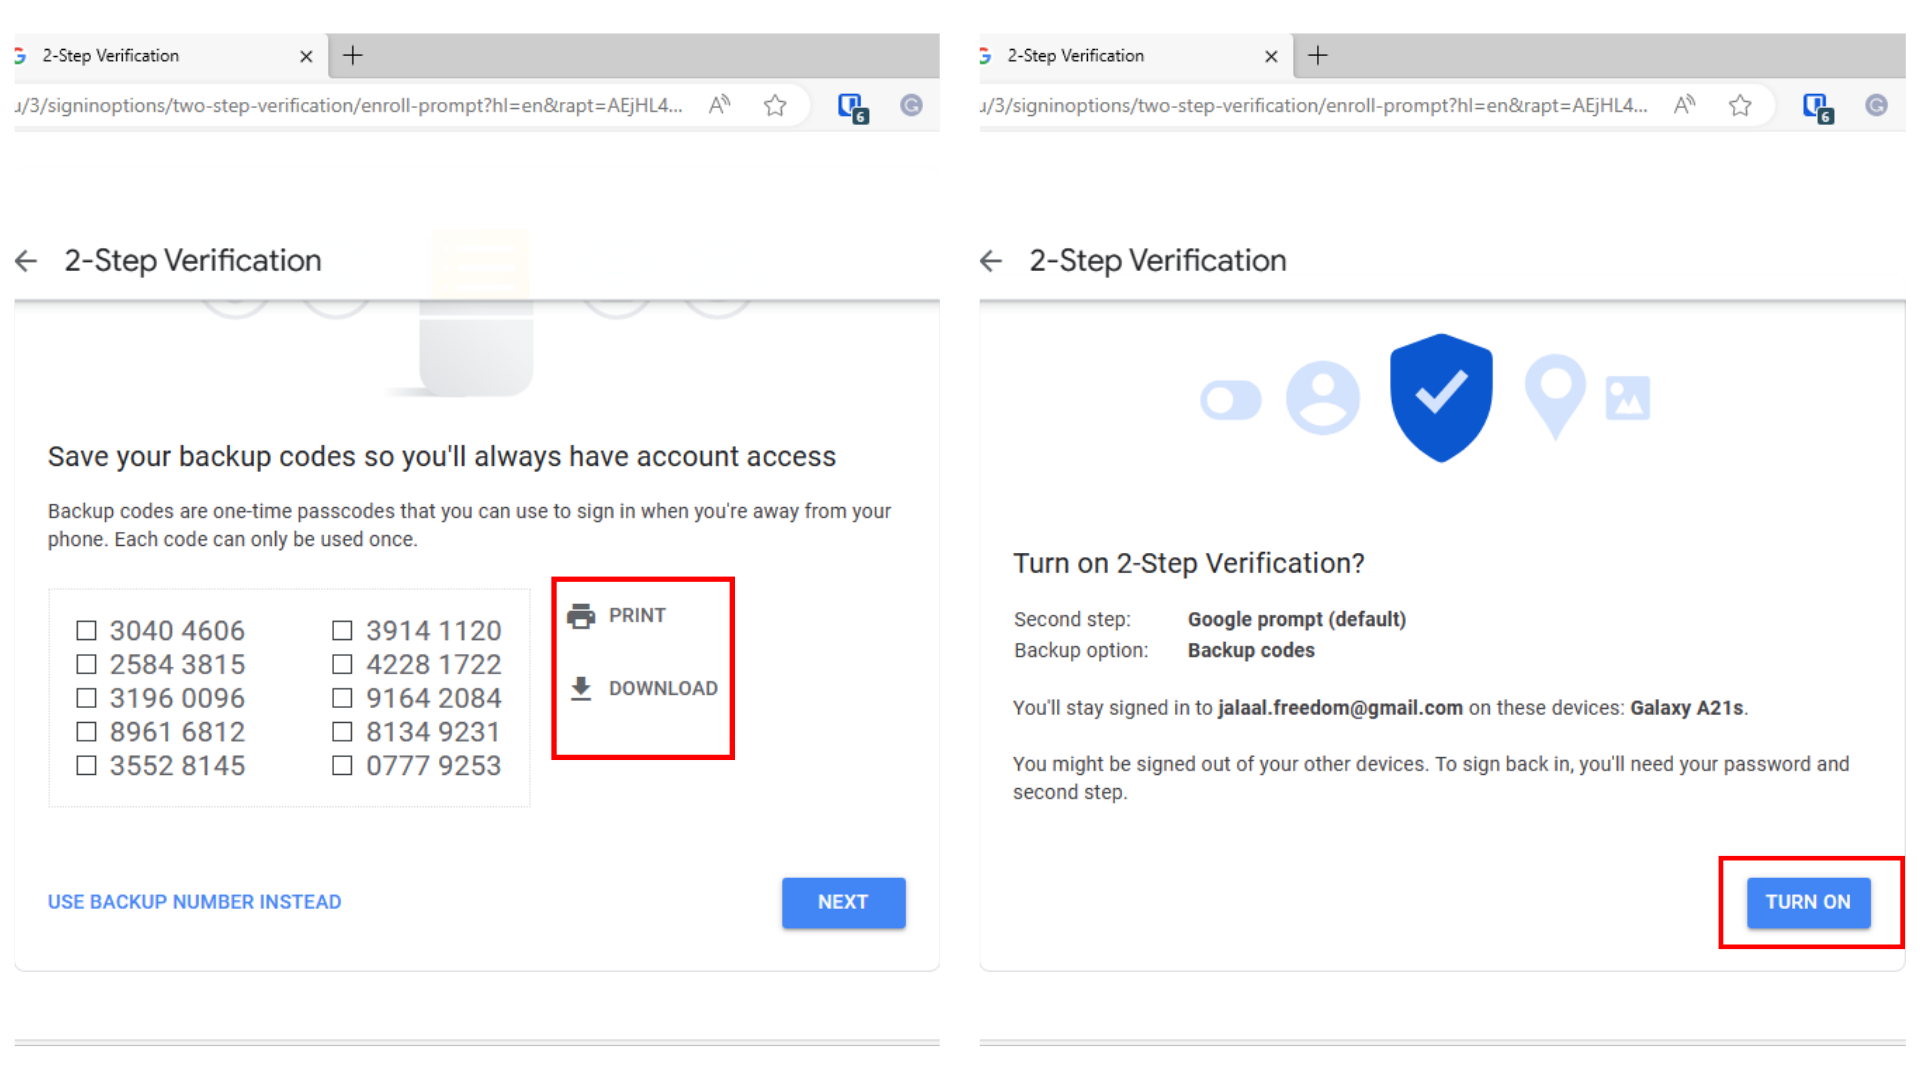 2-Step Verification
u/3/signinoptions/two-step-verification/enroll-prompt?hl=en&rapt=AEjHL4...
6
2-Step Verification
Save your backup codes so you'll always have account access
Backup codes are one-time passcodes that you can use to sign in when you're away from your
phone. Each code can only be used once.
3040 4606 3914 1120
2584 3815 4228 1722
3196 0096 9164 2084
8961 6812 8134 9231
3552 8145 0777 9253
PRINT
DOWNLOAD
USE BACKUP NUMBER INSTEAD
NEXT
2-Step Verification
u/3/signinoptions/two-step-verification/enroll-prompt?hl=en&rapt=AEjHL4...
6
2-Step Verification
Turn on 2-Step Verification?
Second step: Google prompt (default)
Backup option: Backup codes
You'll stay signed in to jalaal.freedom@gmail.com on these devices: Galaxy A21s.
You might be signed out of your other devices. To sign back in, you'll need your password and
second step.
TURN ON